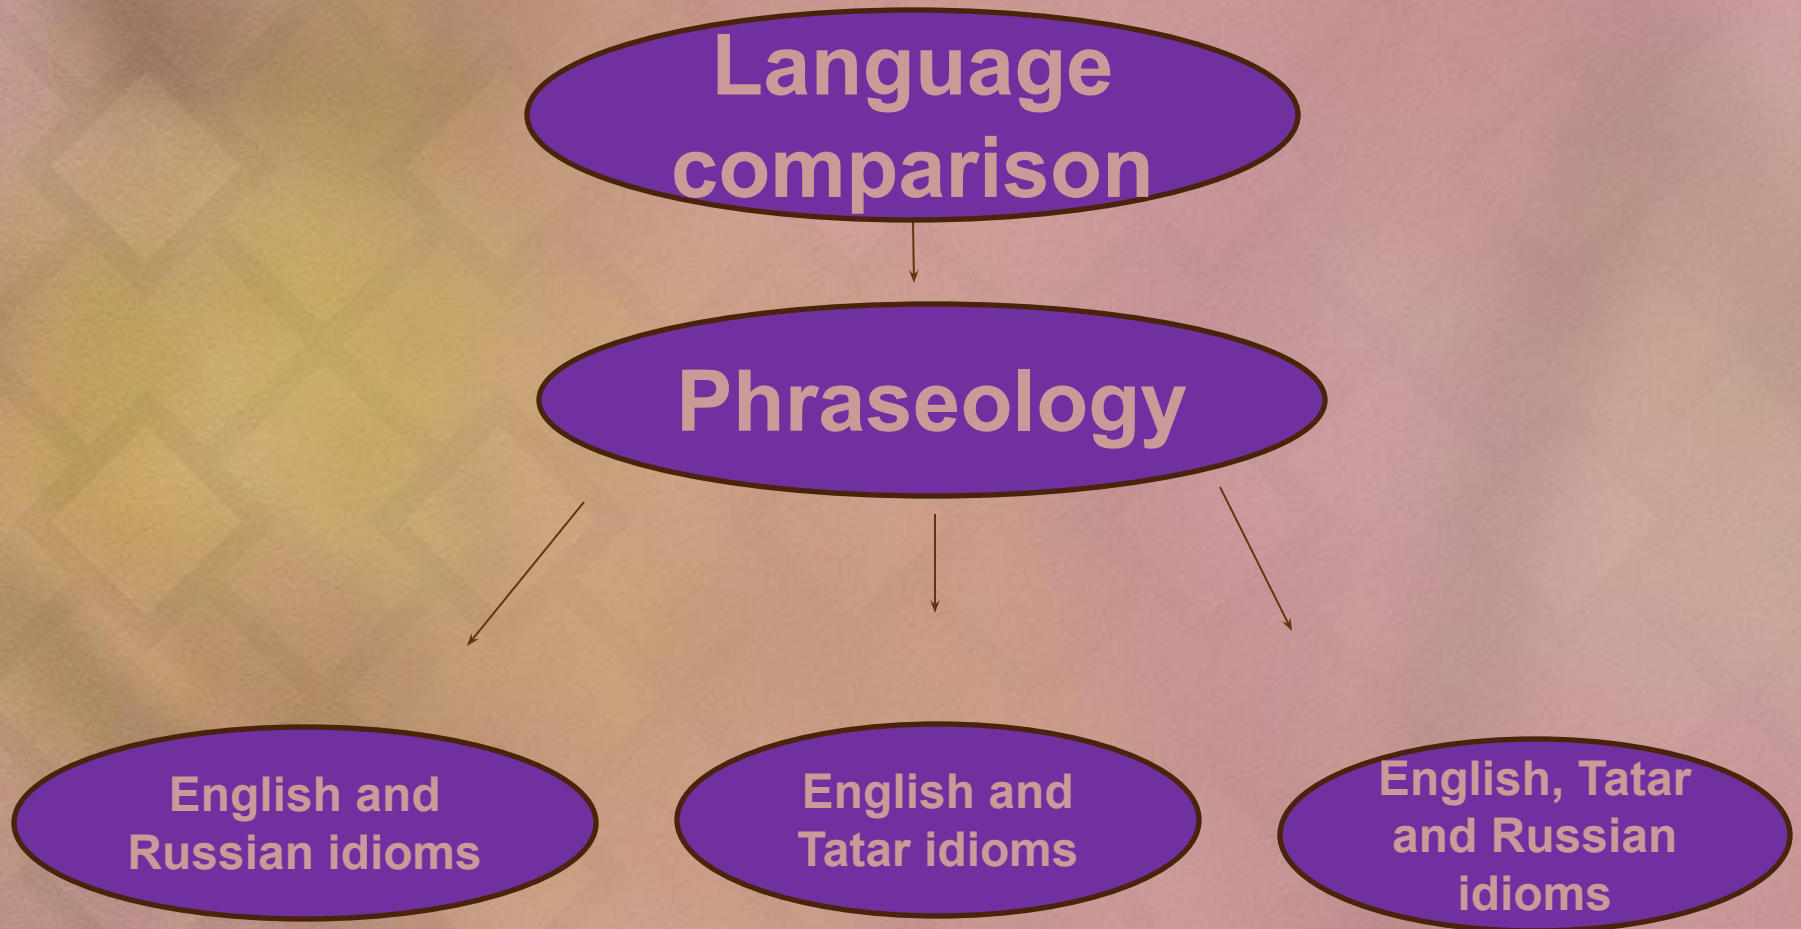 Language
comparison
Phraseology
English and
Russian idioms
English and
Tatar idioms
English, Tatar
and Russian
idioms